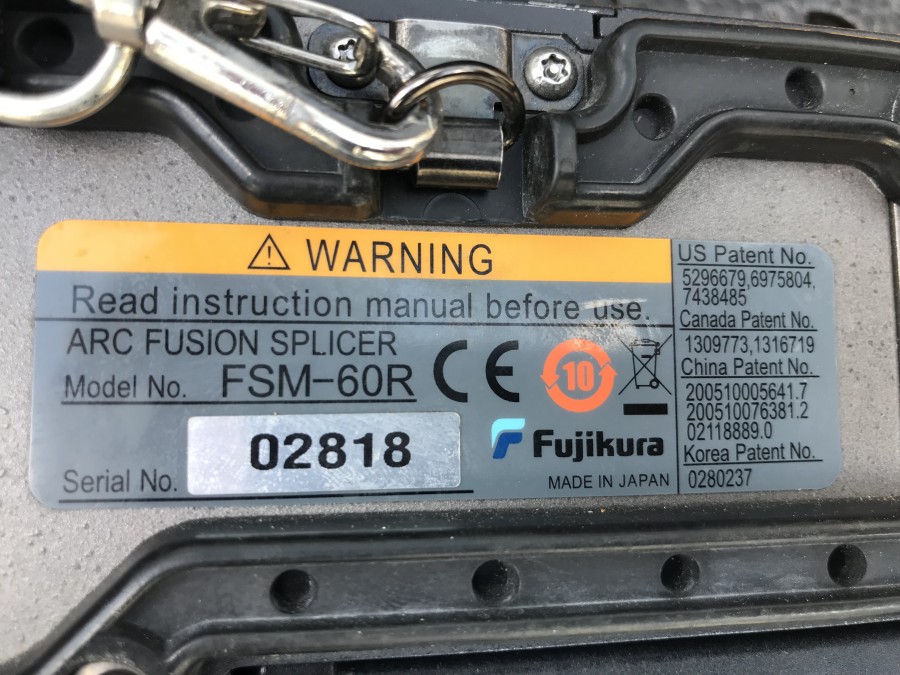 WARNING
Read instruction manual before use.
ARC FUSION SPLICER
Model No. FSM-60R
Serial No. 02818
CE
10
Fujikura
MADE IN JAPAN
US Patent No.
5296679,6975804,
7438485
Canada Patent No.
1309773,1316719
China Patent No.
200510005641.7
200510076381.2
02118889.0
Korea Patent No.
0280237